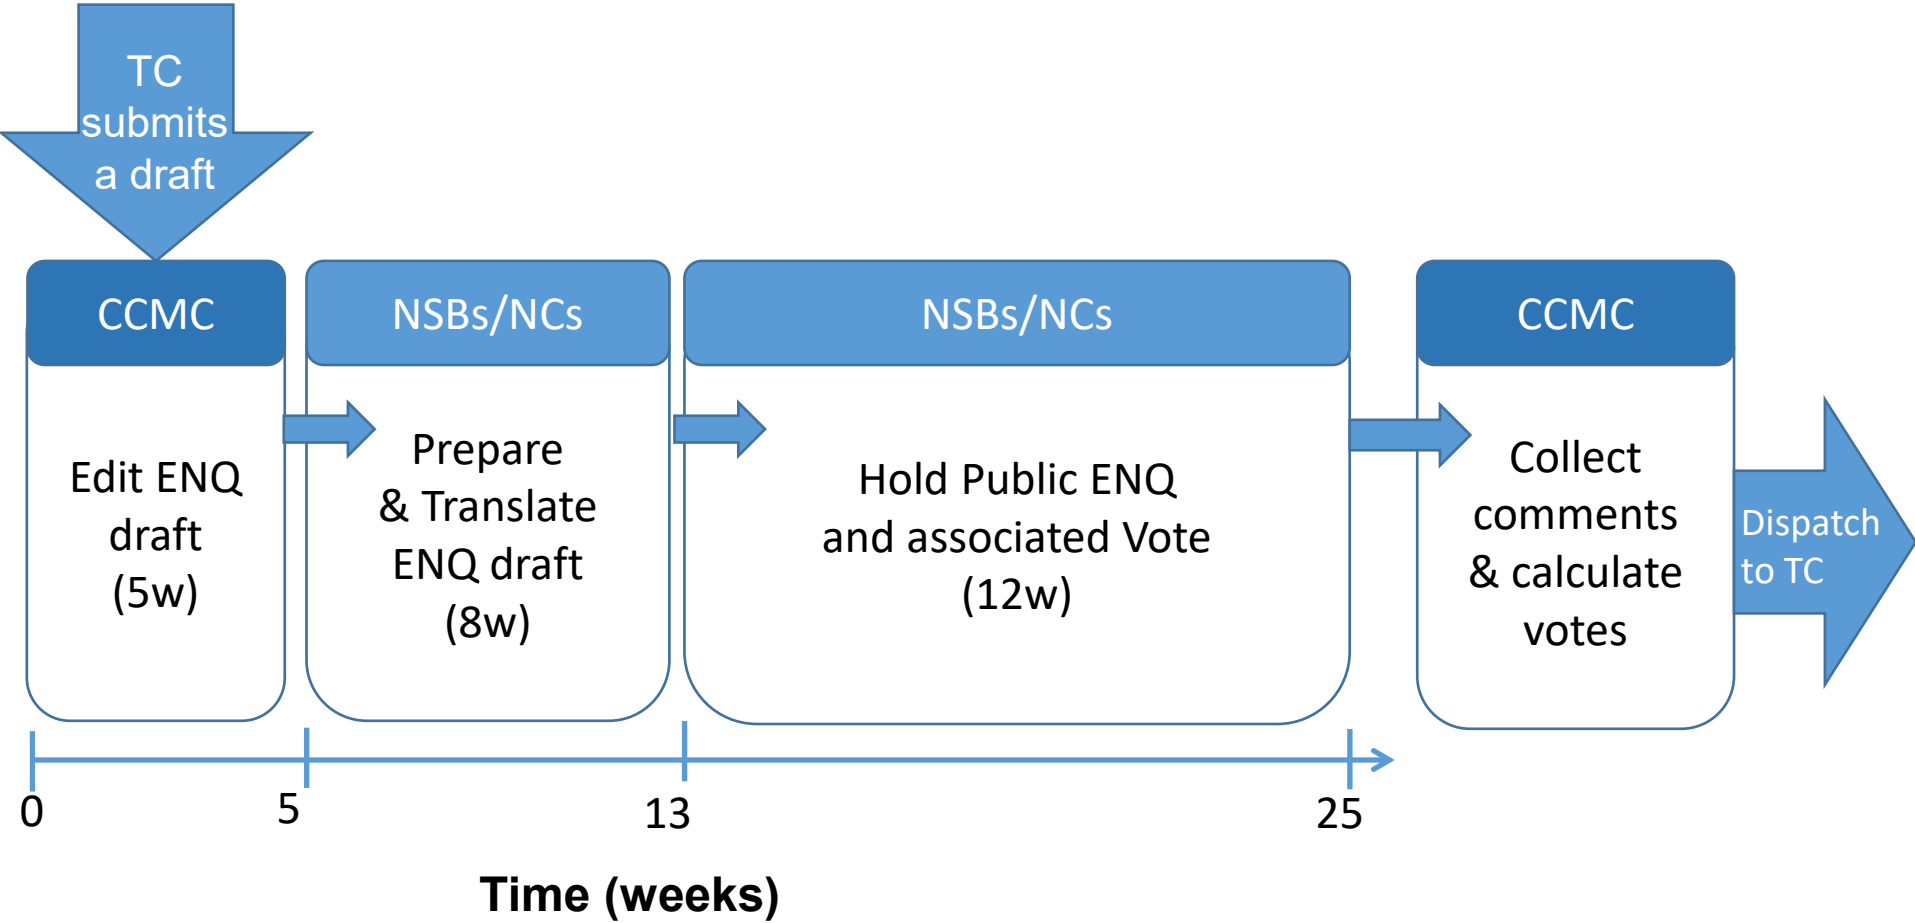 TC
submits
a draft
CCMC
Edit ENQ
draft
(5w)
NSBs/NCs
Prepare
& Translate
ENQ draft
(8w)
NSBs/NCs
Hold Public ENQ
and associated Vote
(12w)
CCMC
Collect
comments
& calculate
votes
Dispatch
to TC
0
5
13
25
Time (weeks)